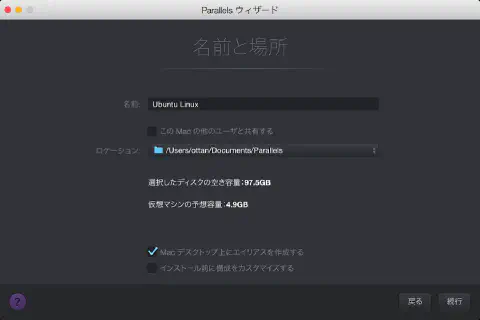 Parallels ウィザード
名前と場所
名前: Ubuntu Linux
この Mac の他のユーザと共有する
ロケーション: /Users/ottan/Documents/Parallels
選択したディスクの空き容量:97.5GB
仮想マシンの予想容量:4.9GB
Mac デスクトップ上にエイリアスを作成する
インストール前に構成をカスタマイズする
? 戻る 続行